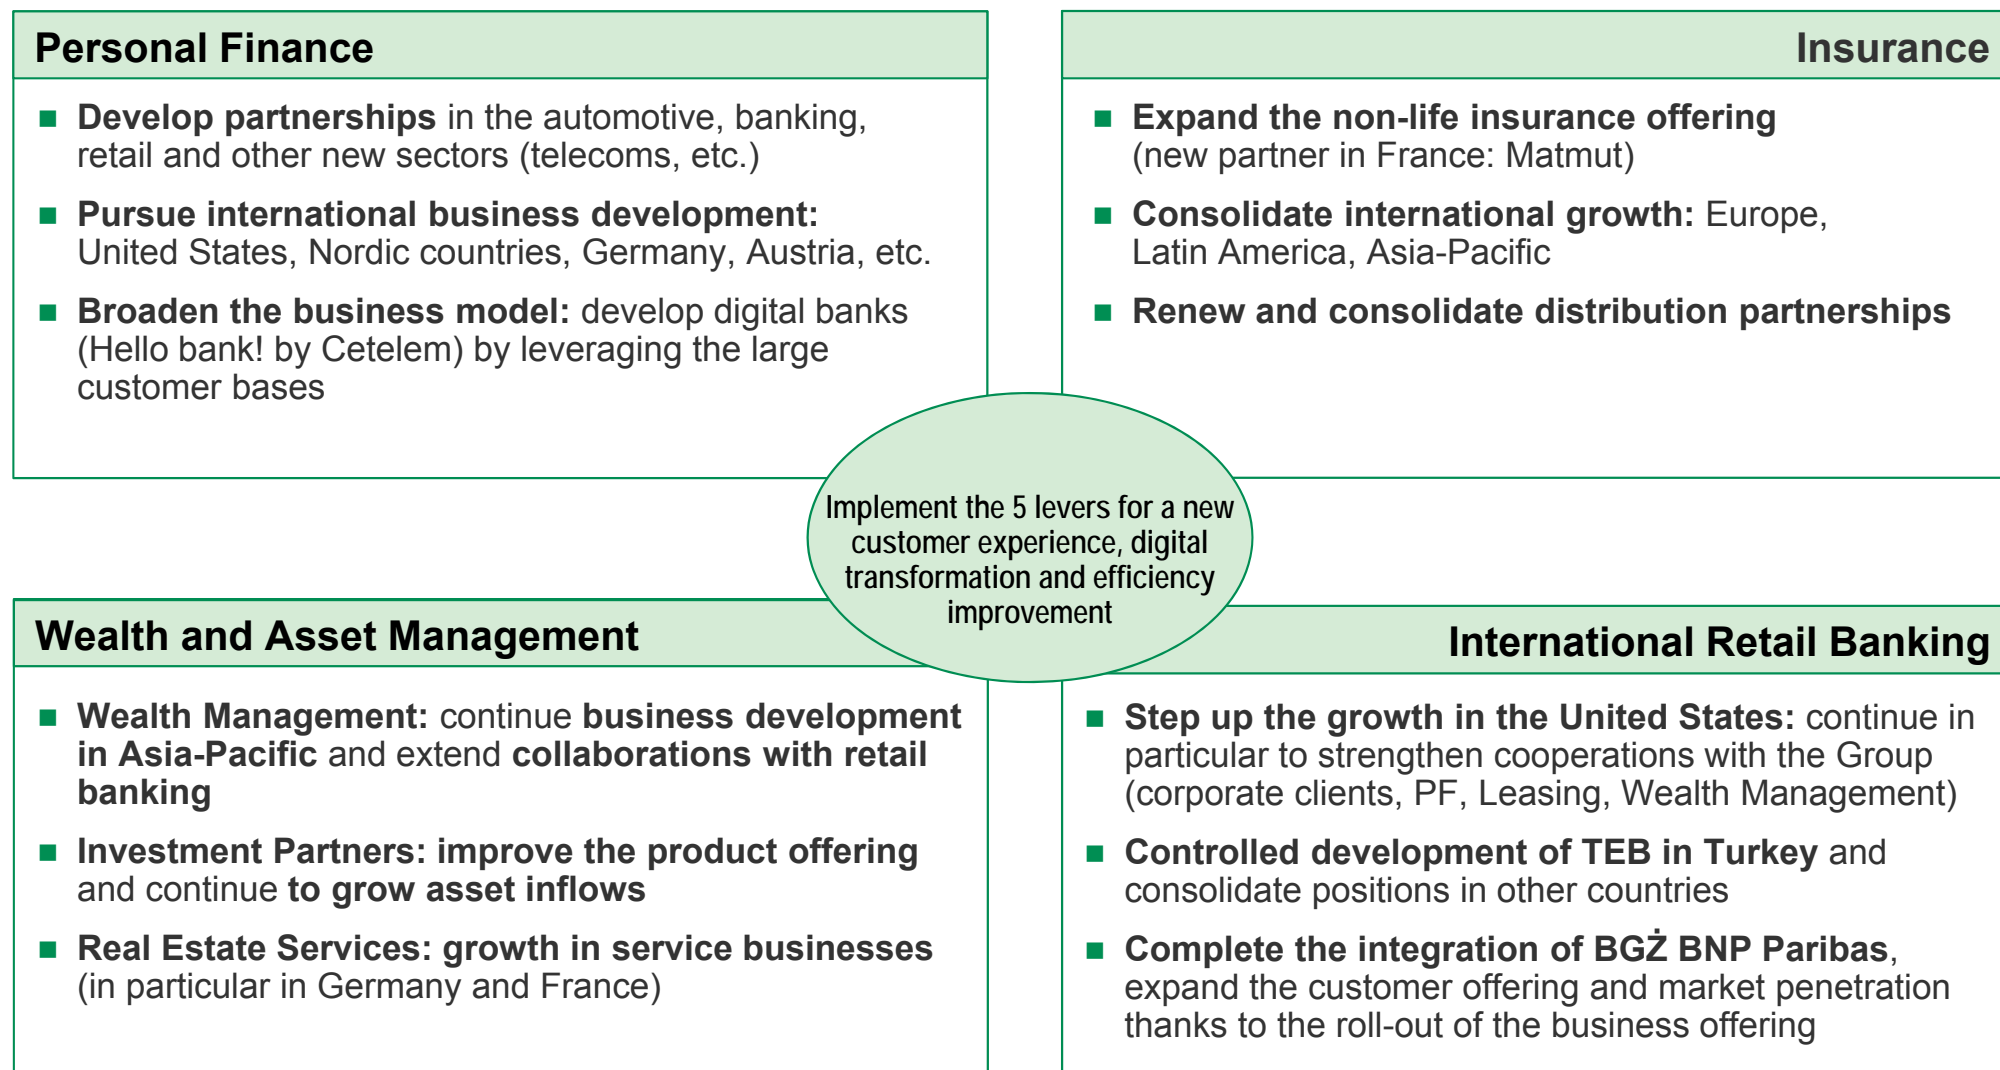 Personal Finance
Develop partnerships in the automotive, banking,
retail and other new sectors (telecoms, etc.)
Pursue international business development:
United States, Nordic countries, Germany, Austria, etc.
Broaden the business model: develop digital banks
(Hello bank! by Cetelem) by leveraging the large
customer bases
Insurance
Expand the non-life insurance offering
(new partner in France: Matmut)
Consolidate international growth: Europe,
Latin America, Asia-Pacific
Renew and consolidate distribution partnerships
Implement the 5 levers for a new
customer experience, digital
transformation and efficiency
improvement
Wealth and Asset Management
Wealth Management: continue business development
in Asia-Pacific and extend collaborations with retail
banking
Investment Partners: improve the product offering
and continue to grow asset inflows
Real Estate Services: growth in service businesses
(in particular in Germany and France)
International Retail Banking
Step up the growth in the United States: continue in
particular to strengthen cooperations with the Group
(corporate clients, PF, Leasing, Wealth Management)
Controlled development of TEB in Turkey and
consolidate positions in other countries
Complete the integration of BGŻ BNP Paribas,
expand the customer offering and market penetration
thanks to the roll-out of the business offering